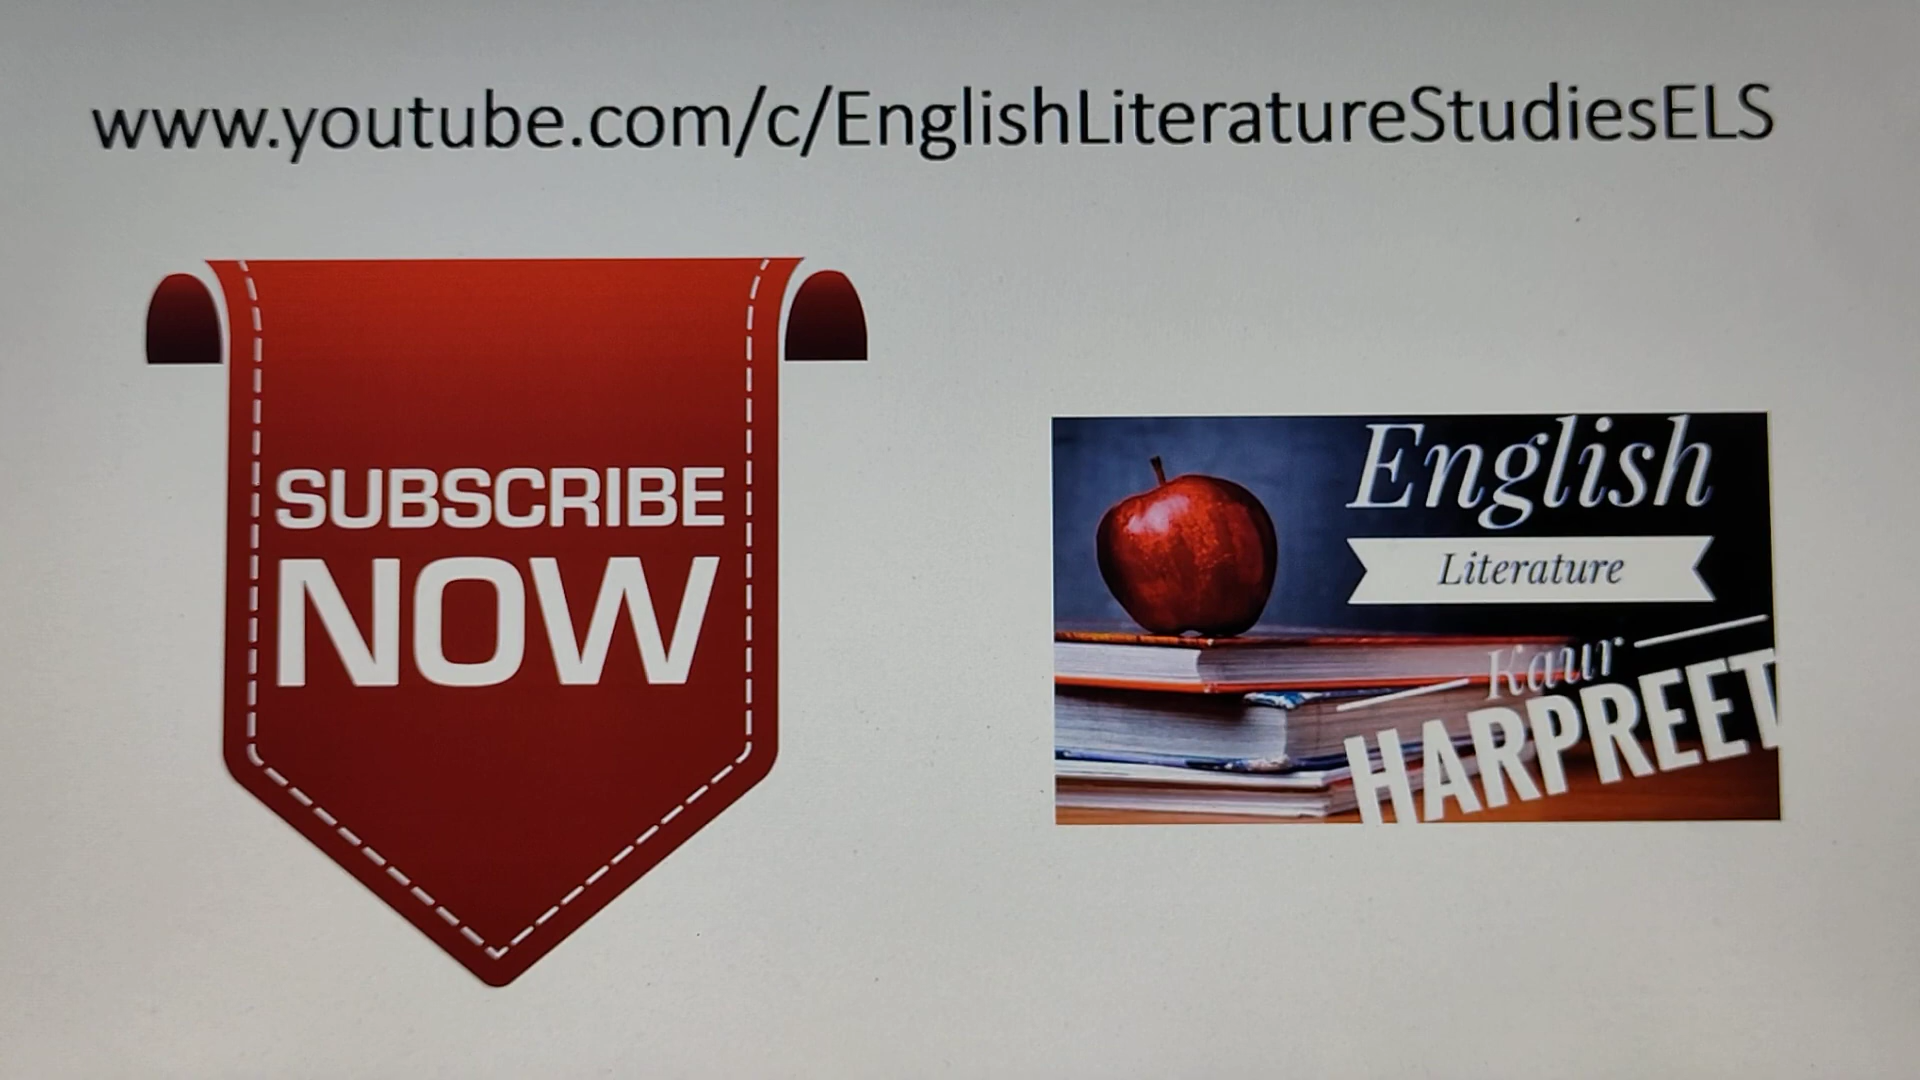 www.youtube.com/c/EnglishLiteratureStudiesELS
SUBSCRIBE
NOW
English
Literature
Kaur
HARPREET